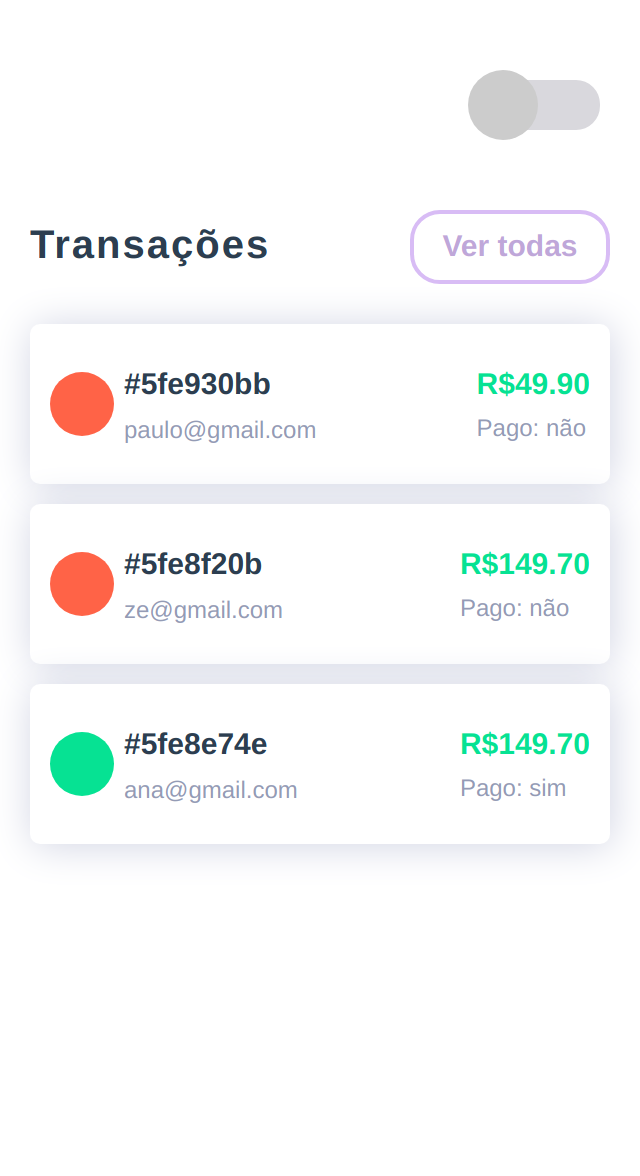 Transações
Ver todas
#5fe930bb
R$49.90
paulo@gmail.com
Pago: não
#5fe8f20b
R$149.70
ze@gmail.com
Pago: não
#5fe8e74e
R$149.70
ana@gmail.com
Pago: sim